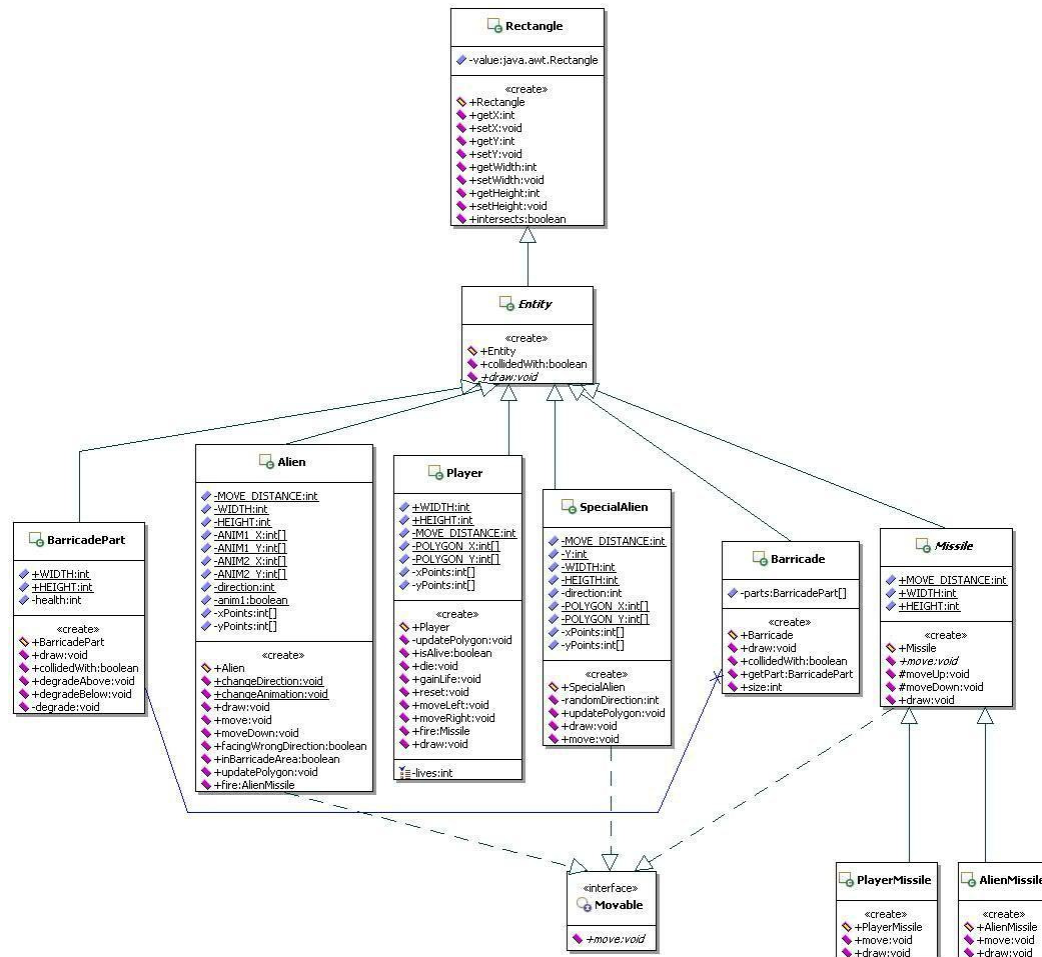 Rectangle
-value:java.awt.Rectangle
«create»
+Rectangle
+getX:int
+setX:void
+getY:int
+setY:void
+getWidth:int
+setWidth:void
+getHeight:int
+setHeight:void
+intersects:boolean
Entity
«create»
+Entity
+collidedWith:boolean
+draw:void
BarricadePart
+WIDTH:int
+HEIGHT:int
-health:int
«create»
+BarricadePart
+draw:void
+collidedWith:boolean
+degradeAbove:void
+degradeBelow:void
-degrade:void
Alien
-MOVE_DISTANCE:int
-WIDTH:int
-HEIGHT:int
-ANIM1_X:int[]
-ANIM1_Y:int[]
-ANIM2_X:int[]
-ANIM2_Y:int[]
-direction:int
-anim1:boolean
-xPoints:int[]
-yPoints:int[]
«create»
+Alien
+changeDirection:void
+changeAnimation:void
+draw:void
+move:void
+moveDown:void
+facingWrongDirection:boolean
+inBarricadeArea:boolean
+updatePolygon:void
+fire:AlienMissile
Player
+WIDTH:int
+HEIGHT:int
-MOVE_DISTANCE:int
-POLYGON_X:int[]
-POLYGON_Y:int[]
-xPoints:int[]
-yPoints:int[]
«create»
+Player
-updatePolygon:void
+isAlive:boolean
+die:void
+gainLife:void
+reset:void
+moveLeft:void
+moveRight:void
+fire:Missile
+draw:void
-lives:int
SpecialAlien
-MOVE_DISTANCE:int
-Y:int
-WIDTH:int
-HEIGTH:int
-direction:int
-POLYGON_X:int[]
-POLYGON_Y:int[]
-xPoints:int[]
-yPoints:int[]
«create»
+SpecialAlien
-randomDirection:int
+updatePolygon:void
+draw:void
+move:void
Barricade
-parts:BarricadePart[]
«create»
+Barricade
+draw:void
+collidedWith:boolean
+getPart:BarricadePart
+size:int
Missile
+MOVE_DISTANCE:int
+WIDTH:int
+HEIGHT:int
«create»
+Missile
+move:void
#moveUp:void
#moveDown:void
+draw:void
«interface»
Movable
+move:void
PlayerMissile
«create»
+PlayerMissile
+move:void
+draw:void
AlienMissile
«create»
+AlienMissile
+move:void
+draw:void